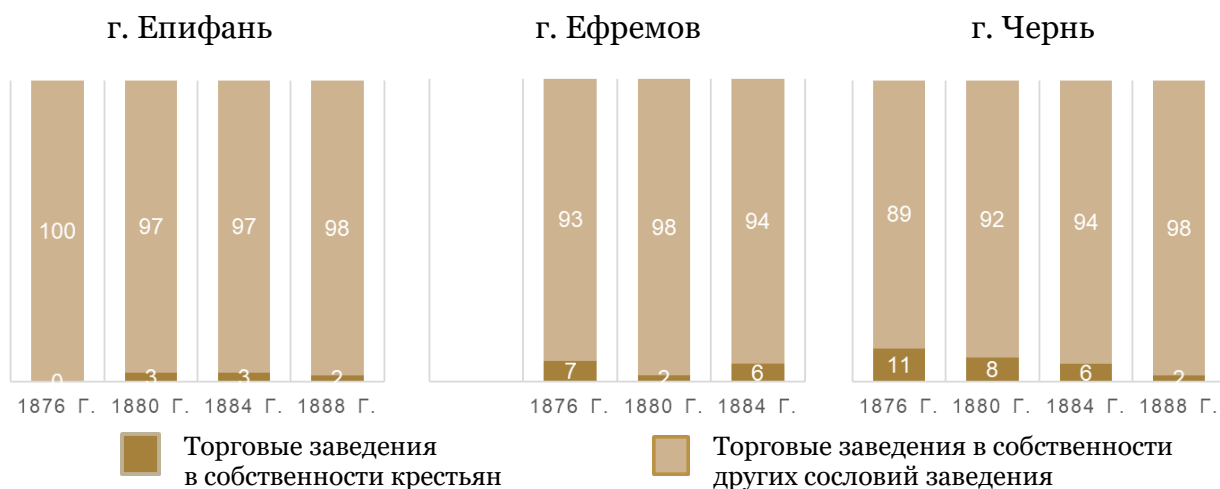 г. Епифань
г. Ефремов
г. Чернь
100 97 97 98
0 3 3 2
1876 Г. 1880 Г. 1884 Г. 1888 Г.
93 98 94
7 2 6
1876 Г. 1880 Г. 1884 Г.
89 92 94 98
11 8 6 2
1876 Г. 1880 Г. 1884 Г. 1888 Г.
Торговые заведения
в собственности крестьян
Торговые заведения в собственности
других сословий заведения